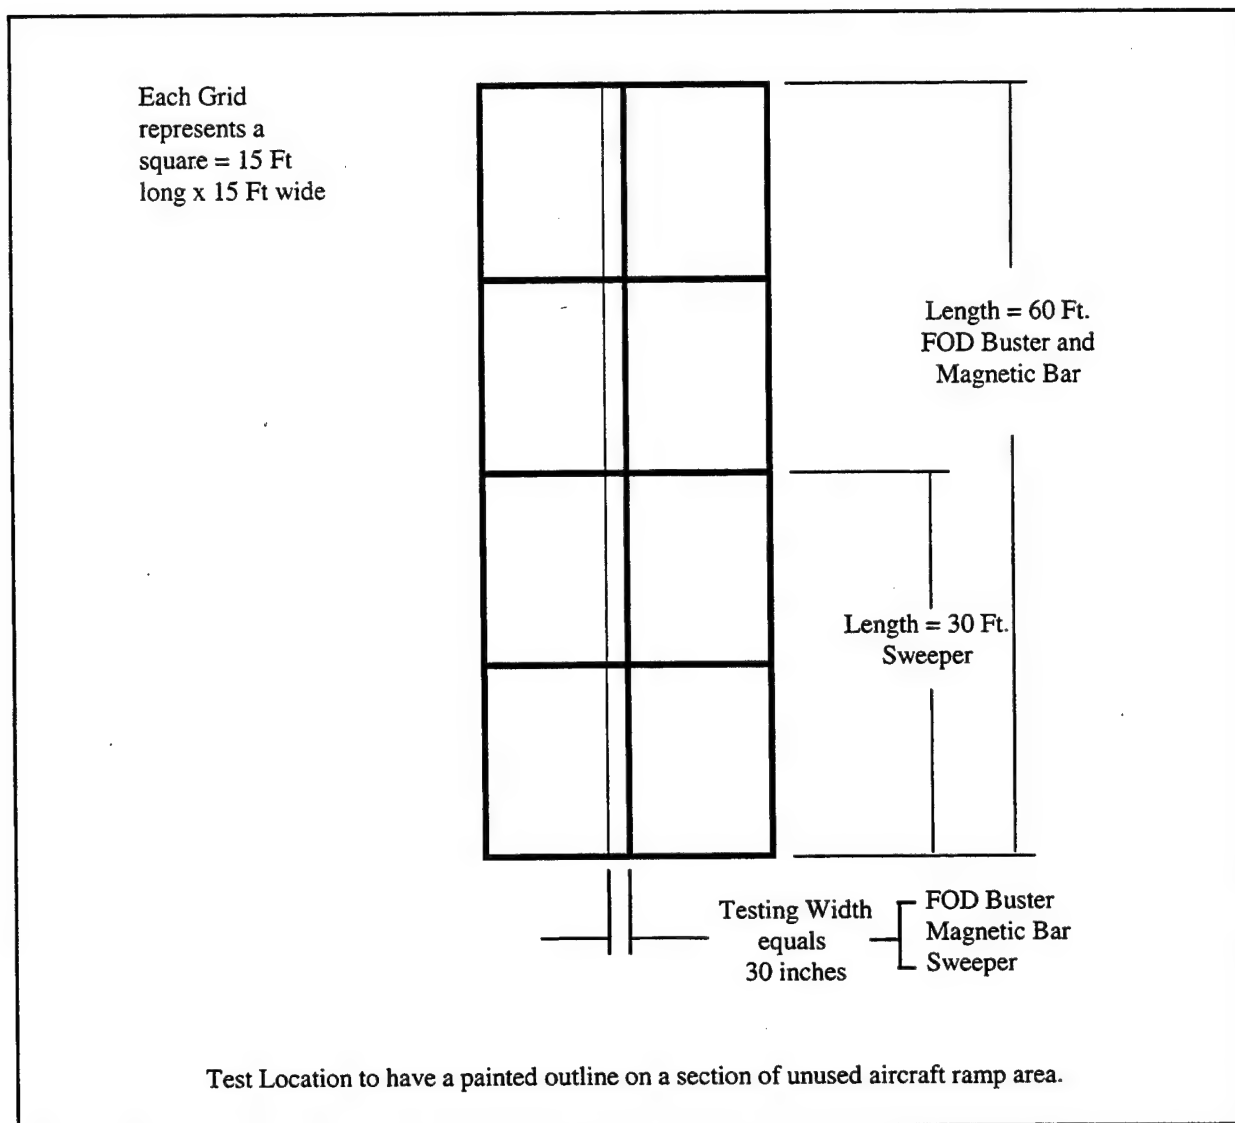 Each Grid
represents a
square = 15 Ft
long x 15 Ft wide
Length = 60 Ft.
FOD Buster and
Magnetic Bar
Length = 30 Ft.
Sweeper
Testing Width
equals
30 inches
FOD Buster
Magnetic Bar
Sweeper
Test Location to have a painted outline on a section of unused aircraft ramp area.